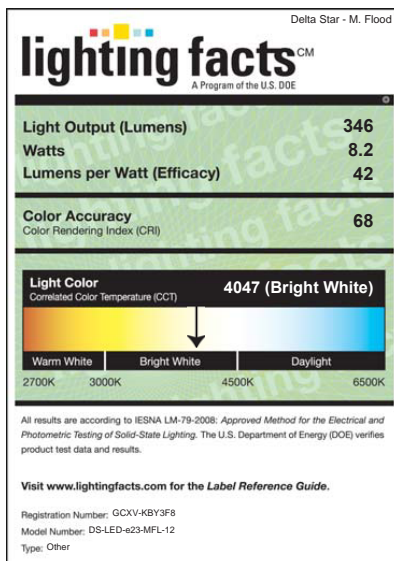 Delta Star - M. Flood
lighting factsCM
A Program of the U.S. DOE
Light Output (Lumens) 346
Watts 8.2
Lumens per Watt (Efficacy) 42
Color Accuracy 68
Color Rendering Index (CRI)
Light Color 4047 (Bright White)
Correlated Color Temperature (CCT)
Warm White Bright White Daylight
2700K 3000K 4500K 6500K
All results are according to IESNA LM-79-2008: Approved Method for the Electrical and
Photometric Testing of Solid-State Lighting. The U.S. Department of Energy (DOE) verifies
product test data and results.
Visit www.lightingfacts.com for the Label Reference Guide.
Registration Number: GCXV-KBY3F8
Model Number: DS-LED-e23-MFL-12
Type: Other